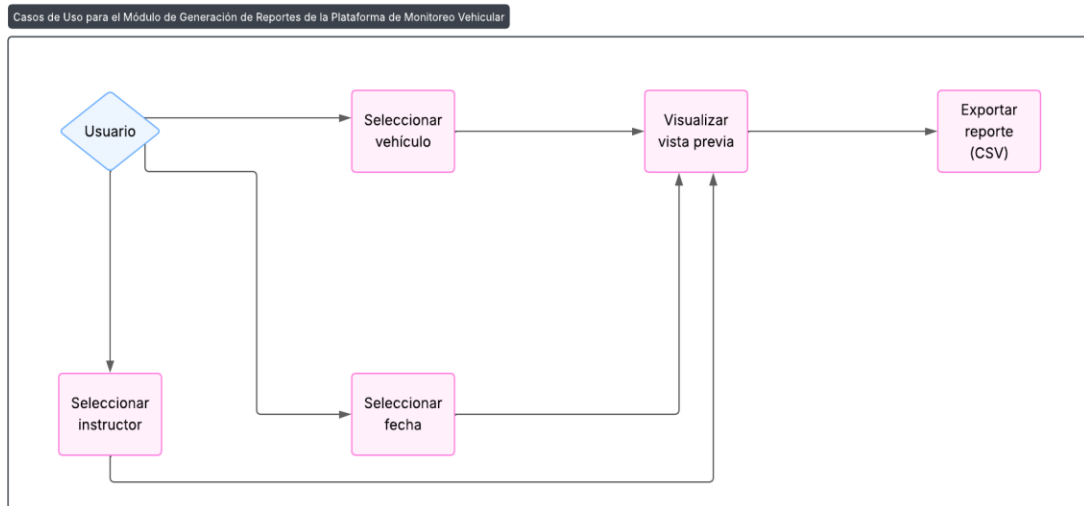 Casos de Uso para el Módulo de Generación de Reportes de la Plataforma de Monitoreo Vehicular
Usuario
Seleccionar
vehículo
Visualizar
vista previa
Exportar
reporte
(CSV)
Seleccionar
instructor
Seleccionar
fecha